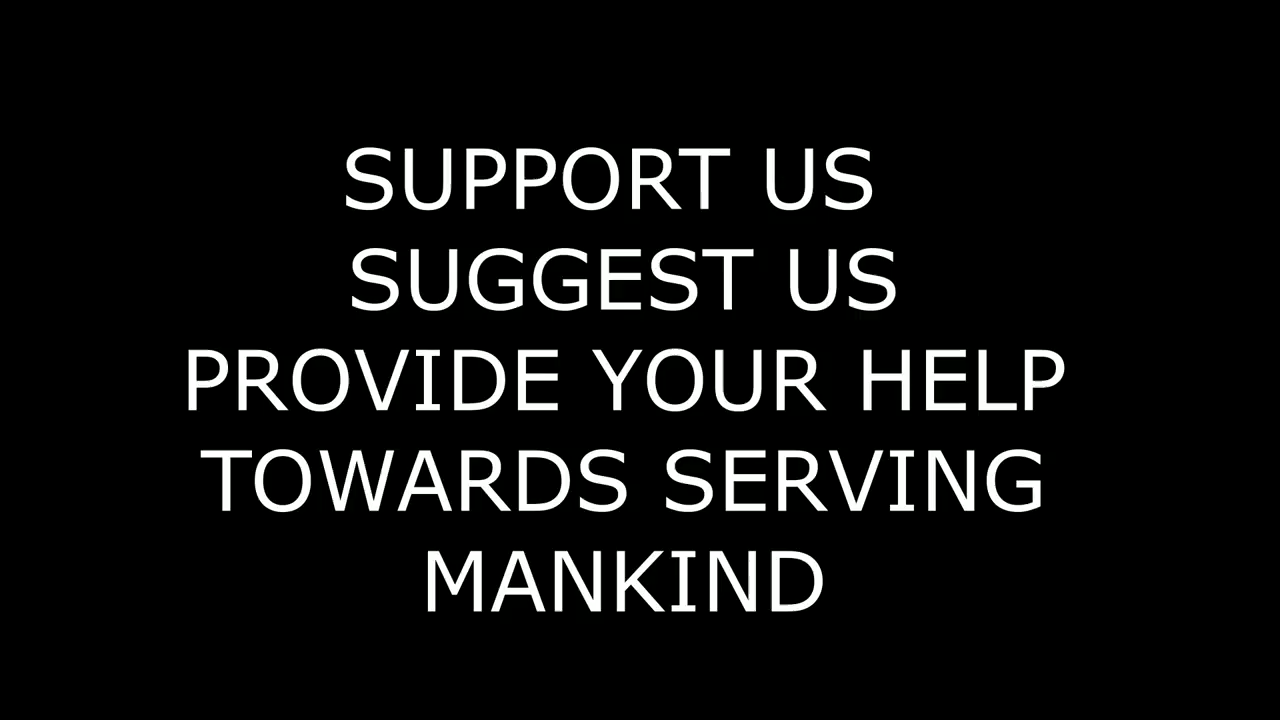 SUPPORT US
SUGGEST US
PROVIDE YOUR HELP
TOWARDS SERVING
MANKIND